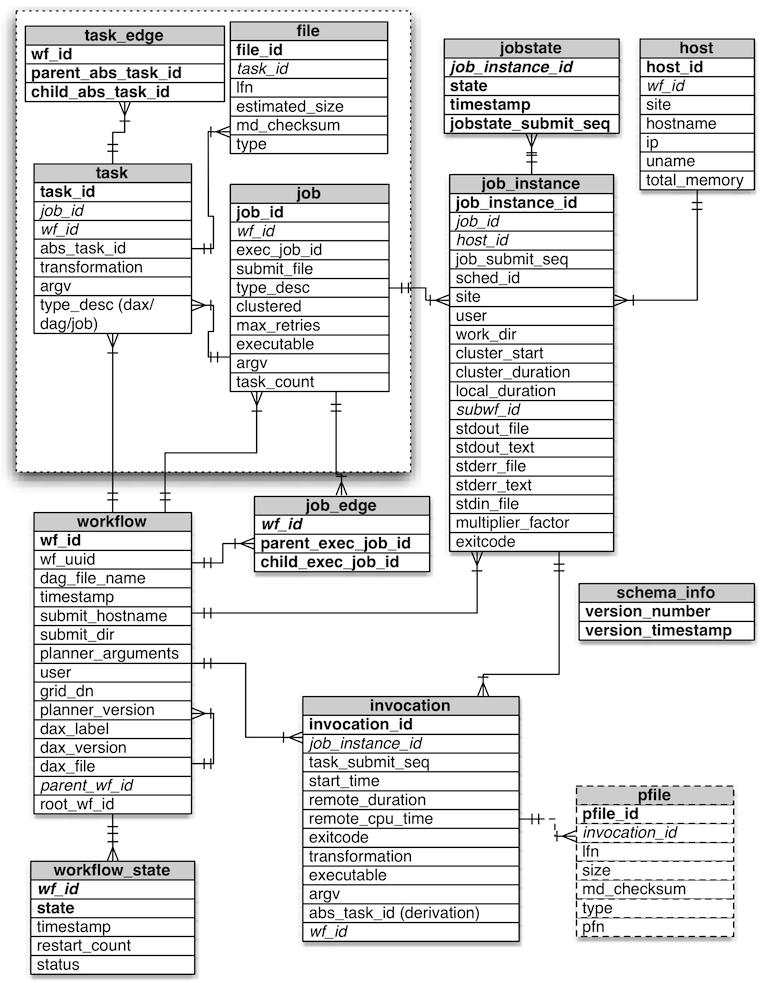 task_edge
wf_id
parent_abs_task_id
child_abs_task_id
file
file_id
task_id
lfn
estimated_size
md_checksum
type
jobstate
job_instance_id
state
timestamp
jobstate_submit_seq
host
host_id
wf_id
site
hostname
ip
uname
total_memory
task
task_id
job_id
wf_id
abs_task_id
transformation
argv
type_desc (dax/
dag/job)
job
job_id
wf_id
exec_job_id
submit_file
type_desc
clustered
max_retries
executable
argv
task_count
job_instance
job_instance_id
job_id
host_id
job_submit_seq
sched_id
site
user
work_dir
cluster_start
cluster_duration
local_duration
subwf_id
stdout_file
stdout_text
stderr_file
stderr_text
stdin_file
multiplier_factor
exitcode
workflow
wf_id
wf_uuid
dag_file_name
timestamp
submit_hostname
submit_dir
planner_arguments
user
grid_dn
planner_version
dax_label
dax_version
dax_file
parent_wf_id
root_wf_id
job_edge
wf_id
parent_exec_job_id
child_exec_job_id
schema_info
version_number
version_timestamp
invocation
invocation_id
job_instance_id
task_submit_seq
start_time
remote_duration
remote_cpu_time
exitcode
transformation
executable
argv
abs_task_id (derivation)
wf_id
pfile
pfile_id
invocation_id
lfn
size
md_checksum
type
pfn
workflow_state
wf_id
state
timestamp
restart_count
status